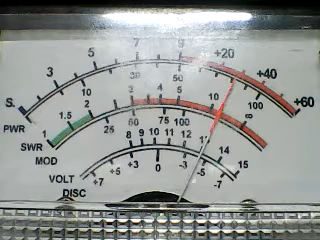 S. 3 5 7 9 +20 +40 +60
PWR 10 30 50 100
SWR 1 1.5 2 3 4 5 10 ∞
MOD 25 50 75 100
VOLT 8 9 10 11 12 14 15
DISC +7 +5 +3 0 -3 -5 -7